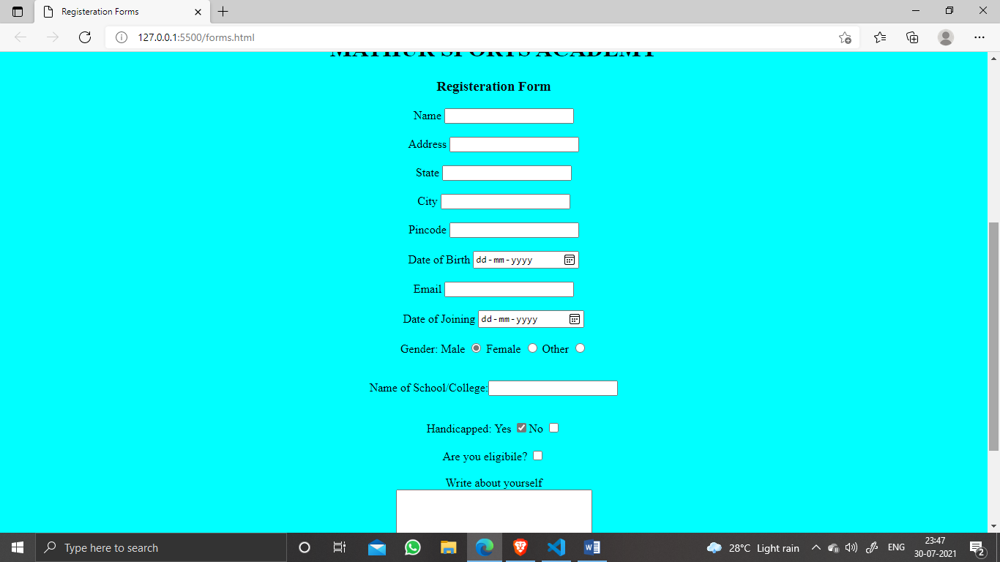 Registeration Forms
127.0.0.1:5500/forms.html
MATHUR SPORTS ACADEMY
Registeration Form
Name
Address
State
City
Pincode
Date of Birth dd-mm-yyyy
Email
Date of Joining dd-mm-yyyy
Gender: Male Female Other
Name of School/College:
Handicapped: Yes No
Are you eligibile?
Write about yourself
Type here to search
28°C Light rain
ENG
23:47
30-07-2021
2